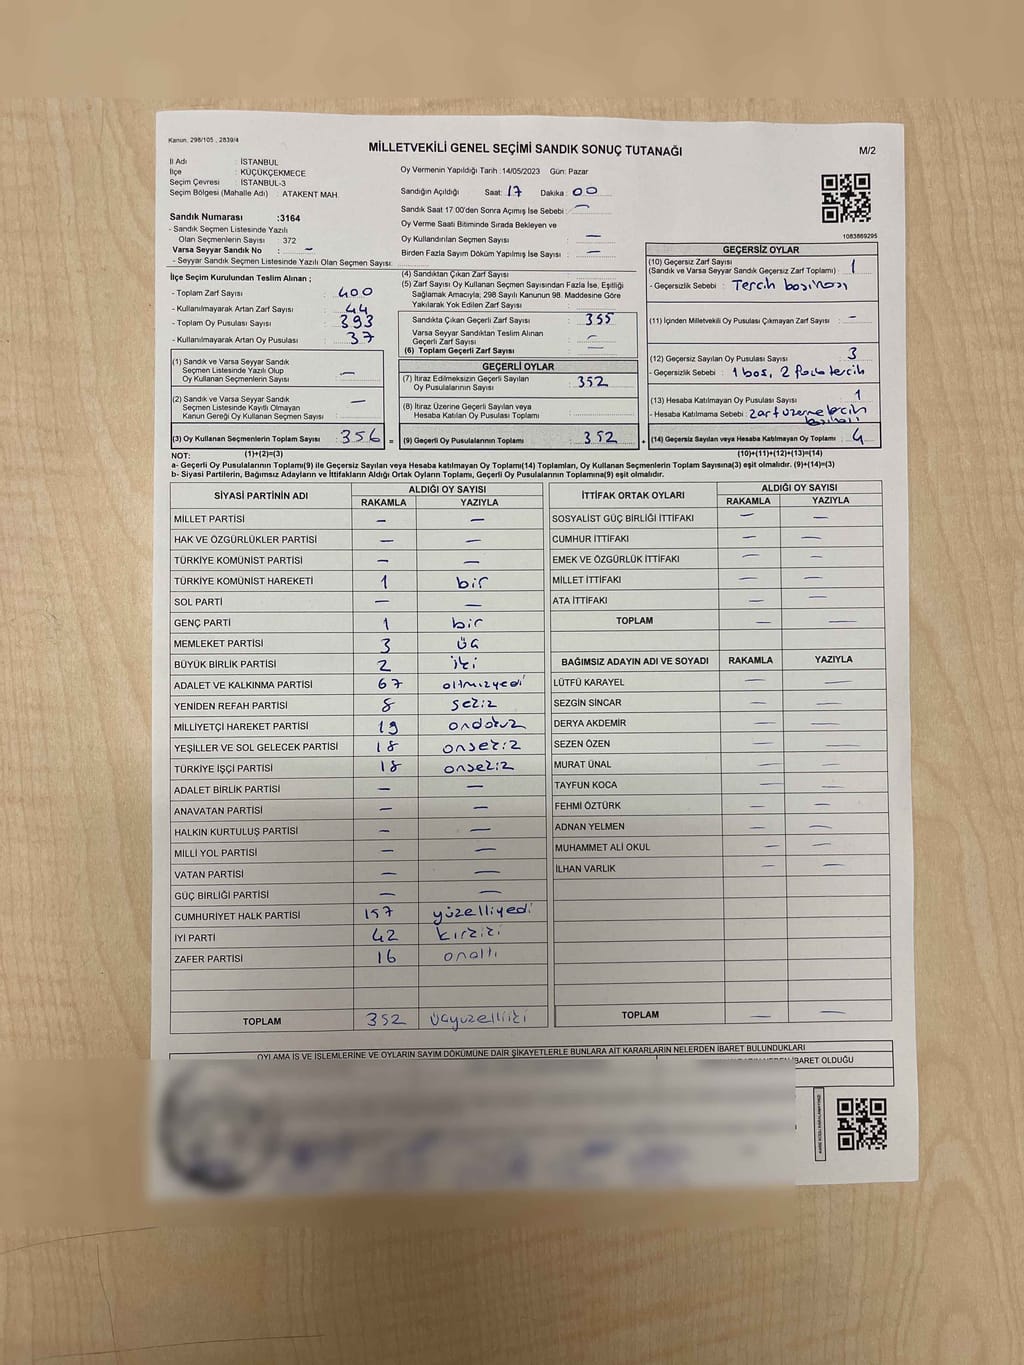 Kanun: 298/105 , 2839/4
MİLLETVEKİLİ GENEL SEÇİMİ SANDIK SONUÇ TUTANAĞI
M/2
İl Adı : İSTANBUL
İlçe : KÜÇÜKÇEKMECE
Seçim Çevresi : İSTANBUL-3
Seçim Bölgesi (Mahalle Adı) : ATAKENT MAH.
Sandık Numarası :3164
- Sandık Seçmen Listesinde Yazılı
Olan Seçmenlerin Sayısı : 372
Varsa Seyyar Sandık No : –
- Seyyar Sandık Seçmen Listesinde Yazılı Olan Seçmen Sayısı:
Oy Vermenin Yapıldığı Tarih :14/05/2023 Gün: Pazar
Sandığın Açıldığı Saat: 17 Dakika: 00
Sandık Saat 17:00'den Sonra Açımış İse Sebebi : –
Oy Verme Saati Bitiminde Sırada Bekleyen ve
Oy Kullandırılan Seçmen Sayısı –
Birden Fazla Sayım Döküm Yapılmış İse Sayısı : –
1083869295
İlçe Seçim Kurulundan Teslim Alınan ;
- Toplam Zarf Sayısı : 400
- Kullanılmayarak Artan Zarf Sayısı : 44
- Toplam Oy Pusulası Sayısı : 393
- Kullanılmayarak Artan Oy Pusulası : 37
(1) Sandık ve Varsa Seyyar Sandık
Seçmen Listesinde Yazılı Olup
Oy Kullanan Seçmenlerin Sayısı : –
(2) Sandık ve Varsa Seyyar Sandık
Seçmen Listesinde Kayıtlı Olmayan
Kanun Gereği Oy Kullanan Seçmen Sayısı : –
(3) Oy Kullanan Seçmenlerin Toplam Sayısı : 356 =
(4) Sandıktan Çıkan Zarf Sayısı :
(5) Zarf Sayısı Oy Kullanan Seçmen Sayısından Fazla İse, Eşitliği
Sağlamak Amacıyla; 298 Sayılı Kanunun 98. Maddesine Göre
Yakılarak Yok Edilen Zarf Sayısı :
Sandıkta Çıkan Geçerli Zarf Sayısı : 355
Varsa Seyyar Sandıktan Teslim Alınan
Geçerli Zarf Sayısı : –
(6) Toplam Geçerli Zarf Sayısı : –
GEÇERLİ OYLAR
(7) İtiraz Edilmeksizin Geçerli Sayılan
Oy Pusulalarının Sayısı : 352
(8) İtiraz Üzerine Geçerli Sayılan veya
Hesaba Katılan Oy Pusulası Toplamı :
(9) Geçerli Oy Pusulalarının Toplamı : 352 +
GEÇERSİZ OYLAR
(10) Geçersiz Zarf Sayısı
(Sandık ve Varsa Seyyar Sandık Geçersiz Zarf Toplamı) : 1
- Geçersizlik Sebebi : Tercih basılması
(11) İçinden Milletvekili Oy Pusulası Çıkmayan Zarf Sayısı : –
(12) Geçersiz Sayılan Oy Pusulası Sayısı : 3
- Geçersizlik Sebebi : 1 boş, 2 fazla tercih
(13) Hesaba Katılmayan Oy Pusulası Sayısı : 1
- Hesaba Katılmama Sebebi : zarf üzerine tercih
(14) Geçersiz Sayılan veya Hesaba Katılmayan Oy Toplamı : 4
NOT: (1)+(2)=(3) (10)+(11)+(12)+(13)=(14)
a- Geçerli Oy Pusulalarının Toplamı(9) ile Geçersiz Sayılan veya Hesaba katılmayan Oy Toplamı(14) Toplamları, Oy Kullanan Seçmenlerin Toplam Sayısına(3) eşit olmalıdır. (9)+(14)=(3)
b- Siyasi Partilerin, Bağımsız Adayların ve İttifakların Aldığı Ortak Oyların Toplamı, Geçerli Oy Pusulalarının Toplamına(9) eşit olmalıdır.
SİYASİ PARTİNİN ADI ALDIĞI OY SAYISI
RAKAMLA YAZIYLA
MİLLET PARTİSİ – –
HAK VE ÖZGÜRLÜKLER PARTİSİ – –
TÜRKİYE KOMÜNİST PARTİSİ – –
TÜRKİYE KOMÜNİST HAREKETİ 1 bir
SOL PARTİ – –
GENÇ PARTİ 1 bir
MEMLEKET PARTİSİ 3 üç
BÜYÜK BİRLİK PARTİSİ 2 iki
ADALET VE KALKINMA PARTİSİ 67 altmışyedi
YENİDEN REFAH PARTİSİ 8 sekiz
MİLLİYETÇİ HAREKET PARTİSİ 19 ondokuz
YEŞİLLER VE SOL GELECEK PARTİSİ 18 onsekiz
TÜRKİYE İŞÇİ PARTİSİ 18 onsekiz
ADALET BİRLİK PARTİSİ – –
ANAVATAN PARTİSİ – –
HALKIN KURTULUŞ PARTİSİ – –
MİLLİ YOL PARTİSİ – –
VATAN PARTİSİ – –
GÜÇ BİRLİĞİ PARTİSİ – –
CUMHURİYET HALK PARTİSİ 157 yüzelliyedi
İYİ PARTİ 42 kırkiki
ZAFER PARTİSİ 16 onaltı
TOPLAM 352 üçyüzelliiki
İTTİFAK ORTAK OYLARI ALDIĞI OY SAYISI
RAKAMLA YAZIYLA
SOSYALİST GÜÇ BİRLİĞİ İTTİFAKI – –
CUMHUR İTTİFAKI – –
EMEK VE ÖZGÜRLÜK İTTİFAKI – –
MİLLET İTTİFAKI – –
ATA İTTİFAKI – –
TOPLAM – –
BAĞIMSIZ ADAYIN ADI VE SOYADI RAKAMLA YAZIYLA
LÜTFÜ KARAYEL – –
SEZGİN SİNCAR – –
DERYA AKDEMİR – –
SEZEN ÖZEN – –
MURAT ÜNAL – –
TAYFUN KOCA – –
FEHMİ ÖZTÜRK – –
ADNAN YELMEN – –
MUHAMMET ALİ OKUL – –
İLHAN VARLIK – –
TOPLAM – –
OYLAMA İŞ VE İŞLEMLERİNE VE OYLARIN SAYIM DÖKÜMÜNE DAİR ŞİKAYETLERLE BUNLARA AİT KARARLARIN NELERDEN İBARET BULUNDUKLARI
İBARET OLDUĞU